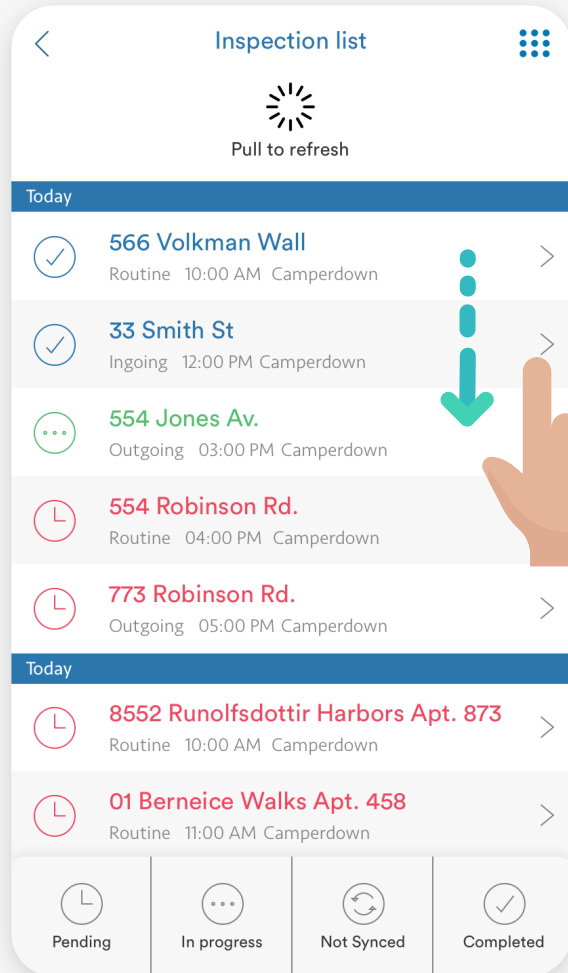 Inspection list
Pull to refresh
Today
566 Volkman Wall
Routine 10:00 AM Camperdown
33 Smith St
Ingoing 12:00 PM Camperdown
554 Jones Av.
Outgoing 03:00 PM Camperdown
554 Robinson Rd.
Routine 04:00 PM Camperdown
773 Robinson Rd.
Outgoing 05:00 PM Camperdown
Today
8552 Runolfsdottir Harbors Apt. 873
Routine 10:00 AM Camperdown
01 Berneice Walks Apt. 458
Routine 11:00 AM Camperdown
Pending In progress Not Synced Completed